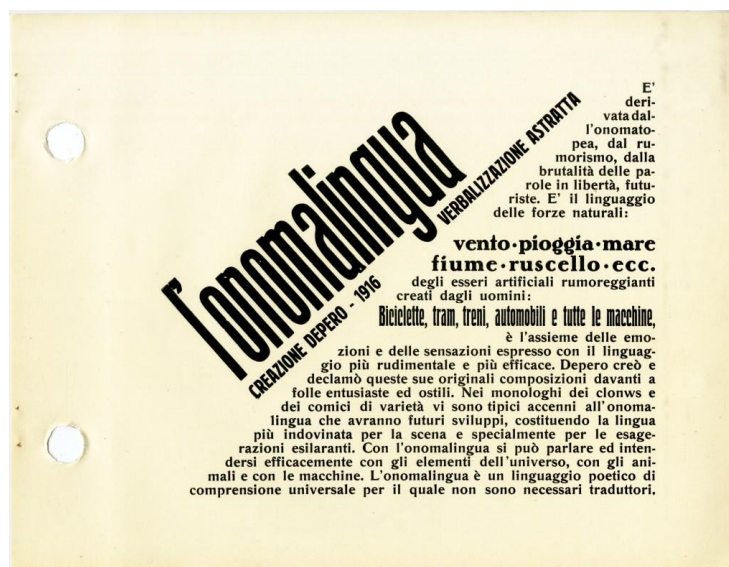 l'onomalingua
VERBALIZZAZIONE ASTRATTA
CREAZIONE DEPERO - 1916
E'
deri-
vata dal-
l'onomato-
pea, dal ru-
morismo, dalla
brutalità delle pa-
role in libertà, futu-
riste. E' il linguaggio
delle forze naturali:
vento·pioggia·mare
fiume·ruscello·ecc.
degli esseri artificiali rumoreggianti
creati dagli uomini:
Biciclette, tram, treni, automobili e tutte le macchine,
è l'assieme delle emo-
zioni e delle sensazioni espresso con il linguag-
gio più rudimentale e più efficace. Depero creò e
declamò queste sue originali composizioni davanti a
folle entusiaste ed ostili. Nei monologhi dei clonws e
dei comici di varietà vi sono tipici accenni all'onoma-
lingua che avranno futuri sviluppi, costituendo la lingua
più indovinata per la scena e specialmente per le esage-
razioni esilaranti. Con l'onomalingua si può parlare ed inten-
dersi efficacemente con gli elementi dell'universo, con gli ani-
mali e con le macchine. L'onomalingua è un linguaggio poetico di
comprensione universale per il quale non sono necessari traduttori.